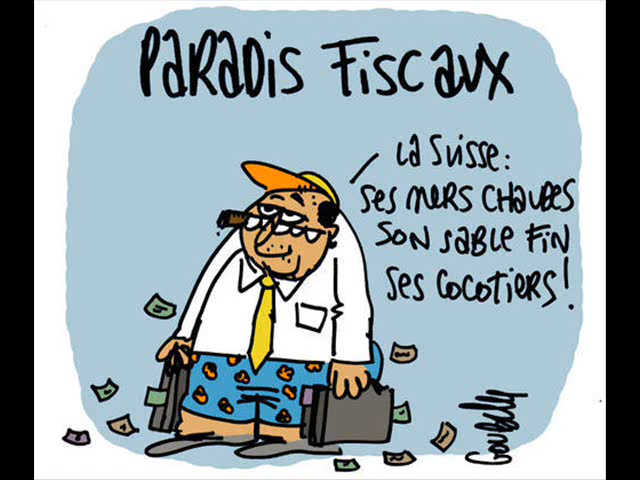 PARADIS FISCAUX
LA SUISSE:
SES MERS CHAUDES
SON SABLE FIN
SES COCOTIERS!